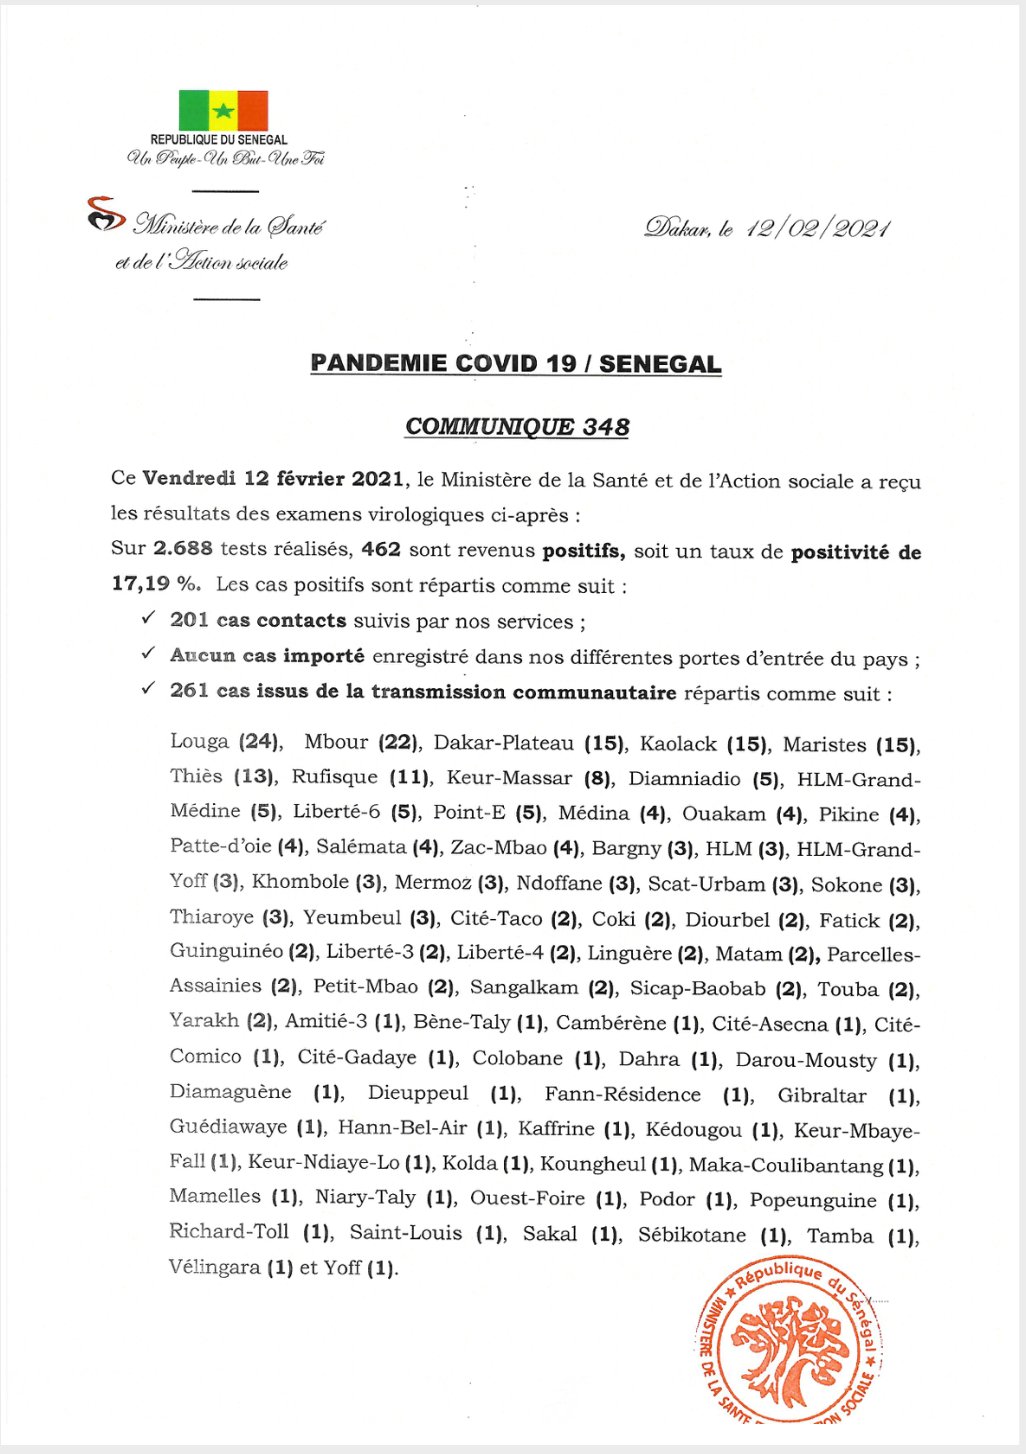 REPUBLIQUE DU SENEGAL
Un Peuple-Un But-Une Foi
Ministère de la Santé
et de l'Action sociale
Dakar, le 12/02/2021
PANDEMIE COVID 19 / SENEGAL
COMMUNIQUE 348
Ce Vendredi 12 février 2021, le Ministère de la Santé et de l'Action sociale a reçu
les résultats des examens virologiques ci-après :
Sur 2.688 tests réalisés, 462 sont revenus positifs, soit un taux de positivité de
17,19 %. Les cas positifs sont répartis comme suit :
✓ 201 cas contacts suivis par nos services ;
✓ Aucun cas importé enregistré dans nos différentes portes d'entrée du pays ;
✓ 261 cas issus de la transmission communautaire répartis comme suit :
Louga (24), Mbour (22), Dakar-Plateau (15), Kaolack (15), Maristes (15),
Thiès (13), Rufisque (11), Keur-Massar (8), Diamniadio (5), HLM-Grand-
Médine (5), Liberté-6 (5), Point-E (5), Médina (4), Ouakam (4), Pikine (4),
Patte-d'oie (4), Salémata (4), Zac-Mbao (4), Bargny (3), HLM (3), HLM-Grand-
Yoff (3), Khombole (3), Mermoz (3), Ndoffane (3), Scat-Urbam (3), Sokone (3),
Thiaroye (3), Yeumbeul (3), Cité-Taco (2), Coki (2), Diourbel (2), Fatick (2),
Guinguinéo (2), Liberté-3 (2), Liberté-4 (2), Linguère (2), Matam (2), Parcelles-
Assainies (2), Petit-Mbao (2), Sangalkam (2), Sicap-Baobab (2), Touba (2),
Yarakh (2), Amitié-3 (1), Bène-Taly (1), Cambérène (1), Cité-Asecna (1), Cité-
Comico (1), Cité-Gadaye (1), Colobane (1), Dahra (1), Darou-Mousty (1),
Diamaguène (1), Dieuppeul (1), Fann-Résidence (1), Gibraltar (1),
Guédiawaye (1), Hann-Bel-Air (1), Kaffrine (1), Kédougou (1), Keur-Mbaye-
Fall (1), Keur-Ndiaye-Lo (1), Kolda (1), Koungheul (1), Maka-Coulibantang (1),
Mamelles (1), Niary-Taly (1), Ouest-Foire (1), Podor (1), Popeunguine (1),
Richard-Toll (1), Saint-Louis (1), Sakal (1), Sébikotane (1), Tamba (1),
Vélingara (1) et Yoff (1).
République du Sénégal
MINISTERE DE LA SANTE
SOCIALE